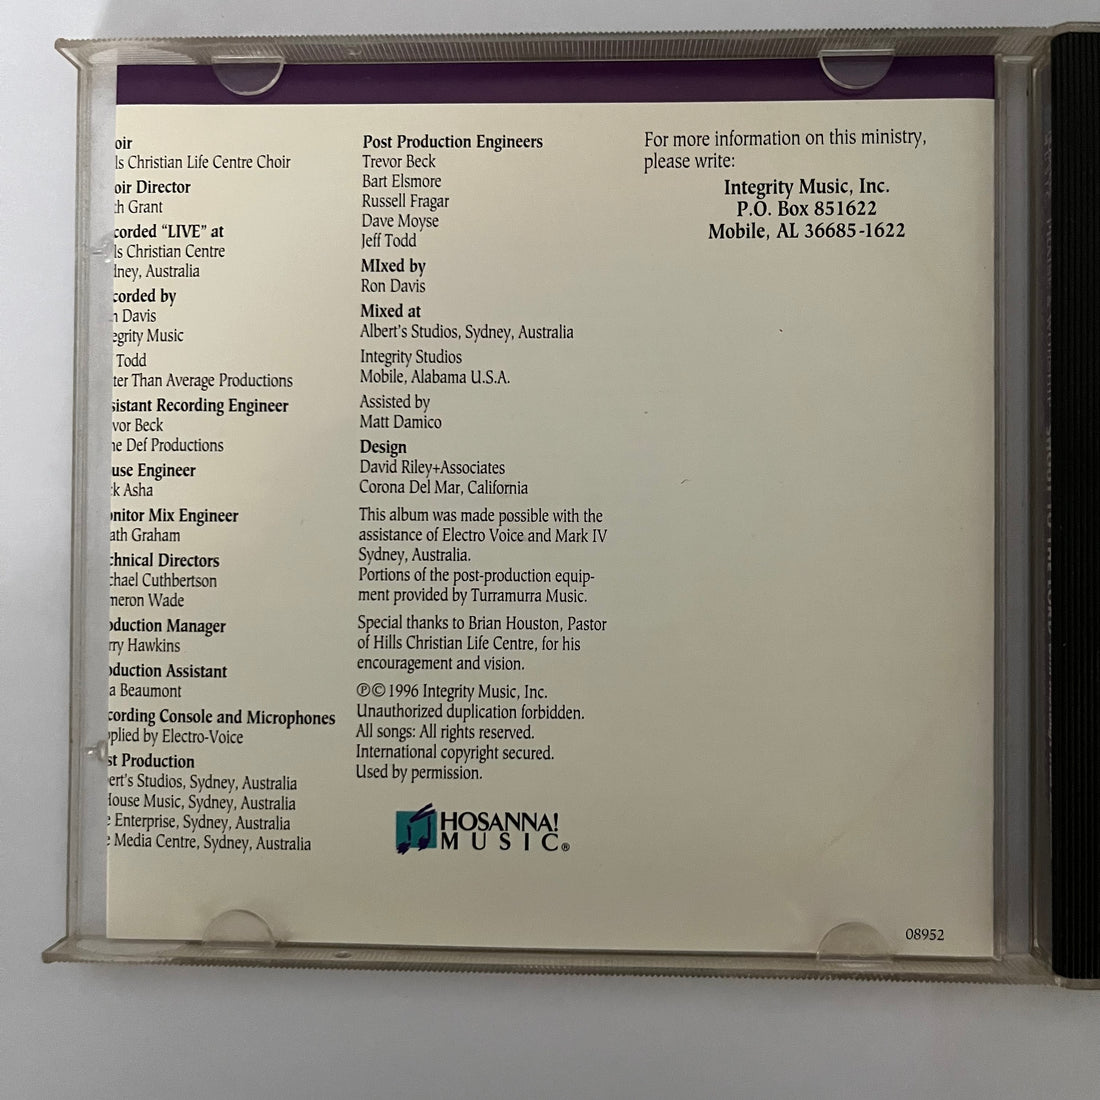 oir
ls Christian Life Centre Choir
oir Director
h Grant
corded “LIVE” at
ls Christian Centre
dney, Australia
corded by
n Davis
egrity Music
Todd
ter Than Average Productions
sistant Recording Engineer
vor Beck
ne Def Productions
use Engineer
k Asha
onitor Mix Engineer
ath Graham
chnical Directors
chael Cuthbertson
meron Wade
oduction Manager
rry Hawkins
oduction Assistant
a Beaumont
cording Console and Microphones
pplied by Electro-Voice
st Production
ert’s Studios, Sydney, Australia
House Music, Sydney, Australia
e Enterprise, Sydney, Australia
e Media Centre, Sydney, Australia
Post Production Engineers
Trevor Beck
Bart Elsmore
Russell Fragar
Dave Moyse
Jeff Todd
MIxed by
Ron Davis
Mixed at
Albert’s Studios, Sydney, Australia
Integrity Studios
Mobile, Alabama U.S.A.
Assisted by
Matt Damico
Design
David Riley+Associates
Corona Del Mar, California
This album was made possible with the
assistance of Electro Voice and Mark IV
Sydney, Australia.
Portions of the post-production equip-
ment provided by Turramurra Music.
Special thanks to Brian Houston, Pastor
of Hills Christian Life Centre, for his
encouragement and vision.
℗©1996 Integrity Music, Inc.
Unauthorized duplication forbidden.
All songs: All rights reserved.
International copyright secured.
Used by permission.
HOSANNA!
MUSIC®
For more information on this ministry,
please write:
Integrity Music, Inc.
P.O. Box 851622
Mobile, AL 36685-1622
08952
SHOUT TO THE LORD